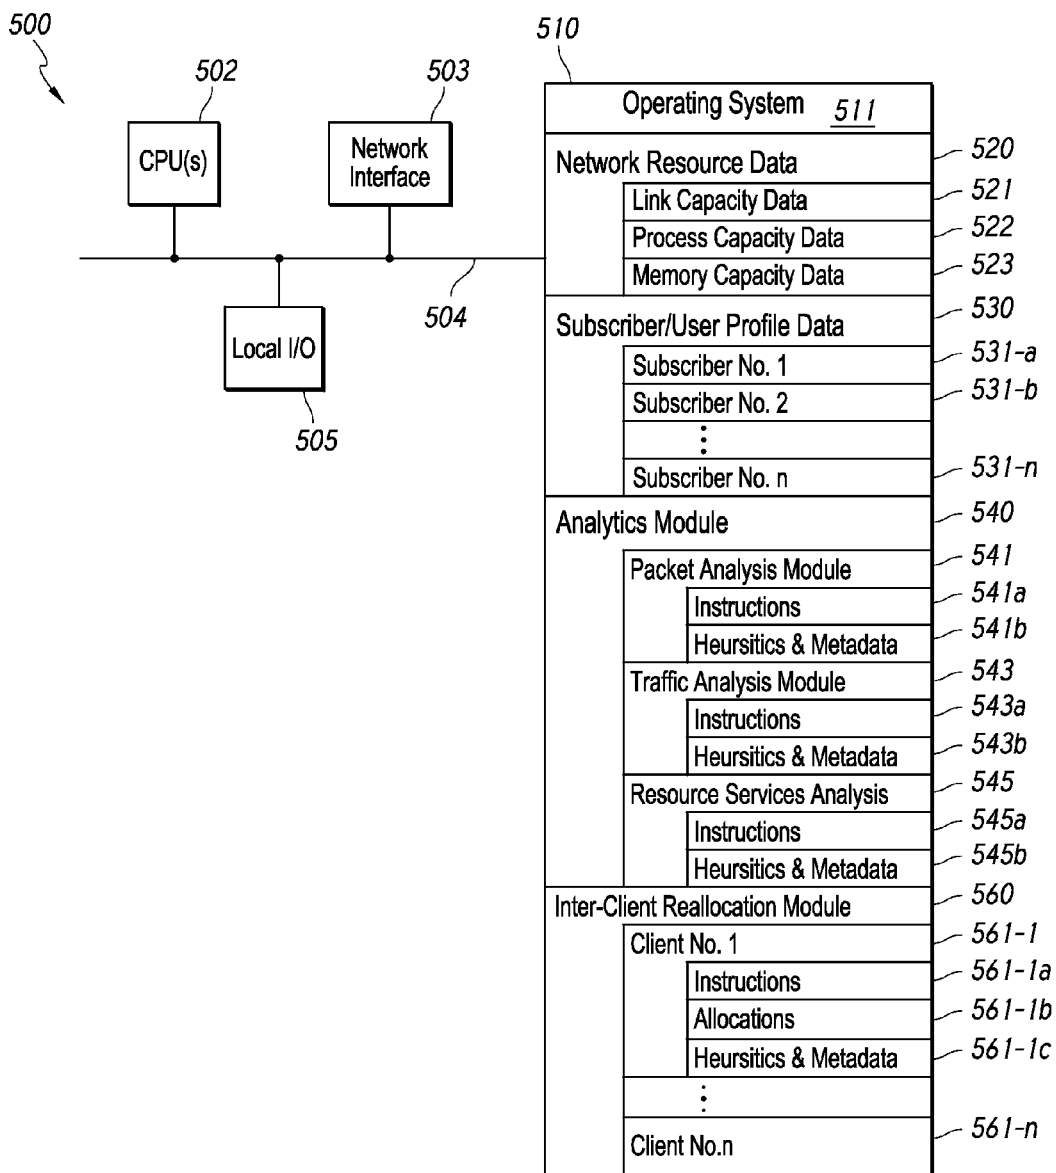 500
502
503
510
CPU(s)
Network
Interface
504
Local I/O
505
Operating System 511
Network Resource Data 520
Link Capacity Data 521
Process Capacity Data 522
Memory Capacity Data 523
Subscriber/User Profile Data 530
Subscriber No. 1 531-a
Subscriber No. 2 531-b
Subscriber No. n 531-n
Analytics Module 540
Packet Analysis Module 541
Instructions 541a
Heursitics & Metadata 541b
Traffic Analysis Module 543
Instructions 543a
Heursitics & Metadata 543b
Resource Services Analysis 545
Instructions 545a
Heursitics & Metadata 545b
Inter-Client Reallocation Module 560
Client No. 1 561-1
Instructions 561-1a
Allocations 561-1b
Heursitics & Metadata 561-1c
Client No.n 561-n